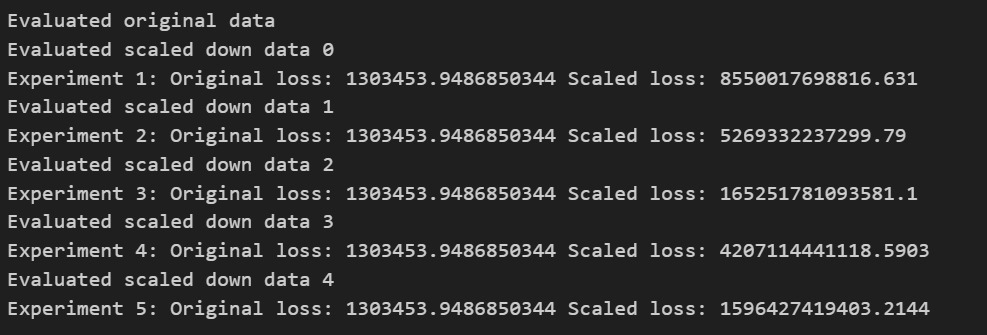 Evaluated original data
Evaluated scaled down data 0
Experiment 1: Original loss: 1303453.9486850344 Scaled loss: 8550017698816.631
Evaluated scaled down data 1
Experiment 2: Original loss: 1303453.9486850344 Scaled loss: 5269332237299.79
Evaluated scaled down data 2
Experiment 3: Original loss: 1303453.9486850344 Scaled loss: 165251781093581.1
Evaluated scaled down data 3
Experiment 4: Original loss: 1303453.9486850344 Scaled loss: 4207114441118.5903
Evaluated scaled down data 4
Experiment 5: Original loss: 1303453.9486850344 Scaled loss: 1596427419403.2144